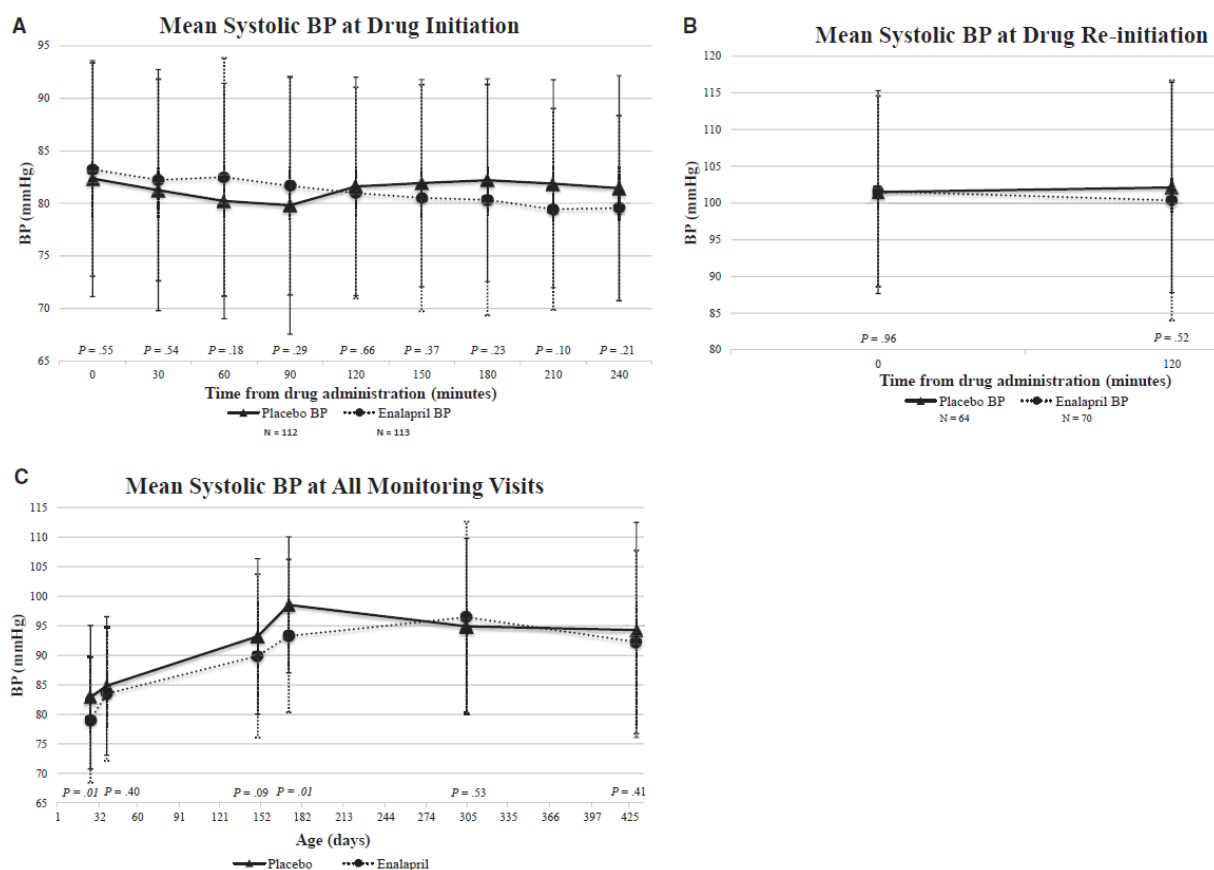 A
Mean Systolic BP at Drug Initiation
95
90
85
80
75
70
65
BP (mmHg)
P = .55 P = .54 P = .18 P = .29 P = .66 P = .37 P = .23 P = .10 P = .21
0 30 60 90 120 150 180 210 240
Time from drug administration (minutes)
Placebo BP Enalapril BP
N = 112 N = 113
B
Mean Systolic BP at Drug Re-initiation
120
115
110
105
100
95
90
85
80
BP (mmHg)
P = .96 P = .52
0 120
Time from drug administration (minutes)
Placebo BP Enalapril BP
N = 64 N = 70
C
Mean Systolic BP at All Monitoring Visits
115
110
105
100
95
90
85
80
75
70
65
BP (mmHg)
P = .01 P = .40 P = .09 P = .01 P = .53 P = .41
1 32 60 91 121 152 182 213 244 274 305 335 366 397 425
Age (days)
Placebo Enalapril